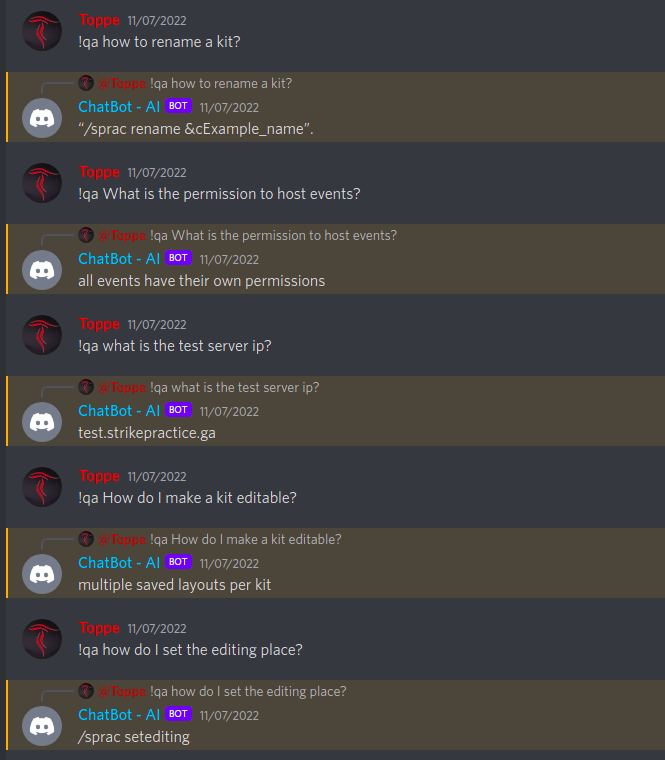 Toppe 11/07/2022
!qa how to rename a kit?
@Toppe !qa how to rename a kit?
ChatBot - AI BOT 11/07/2022
“/sprac rename &cExample_name”.
Toppe 11/07/2022
!qa What is the permission to host events?
@Toppe !qa What is the permission to host events?
ChatBot - AI BOT 11/07/2022
all events have their own permissions
Toppe 11/07/2022
!qa what is the test server ip?
@Toppe !qa what is the test server ip?
ChatBot - AI BOT 11/07/2022
test.strikepractice.ga
Toppe 11/07/2022
!qa How do I make a kit editable?
@Toppe !qa How do I make a kit editable?
ChatBot - AI BOT 11/07/2022
multiple saved layouts per kit
Toppe 11/07/2022
!qa how do I set the editing place?
@Toppe !qa how do I set the editing place?
ChatBot - AI BOT 11/07/2022
/sprac setediting